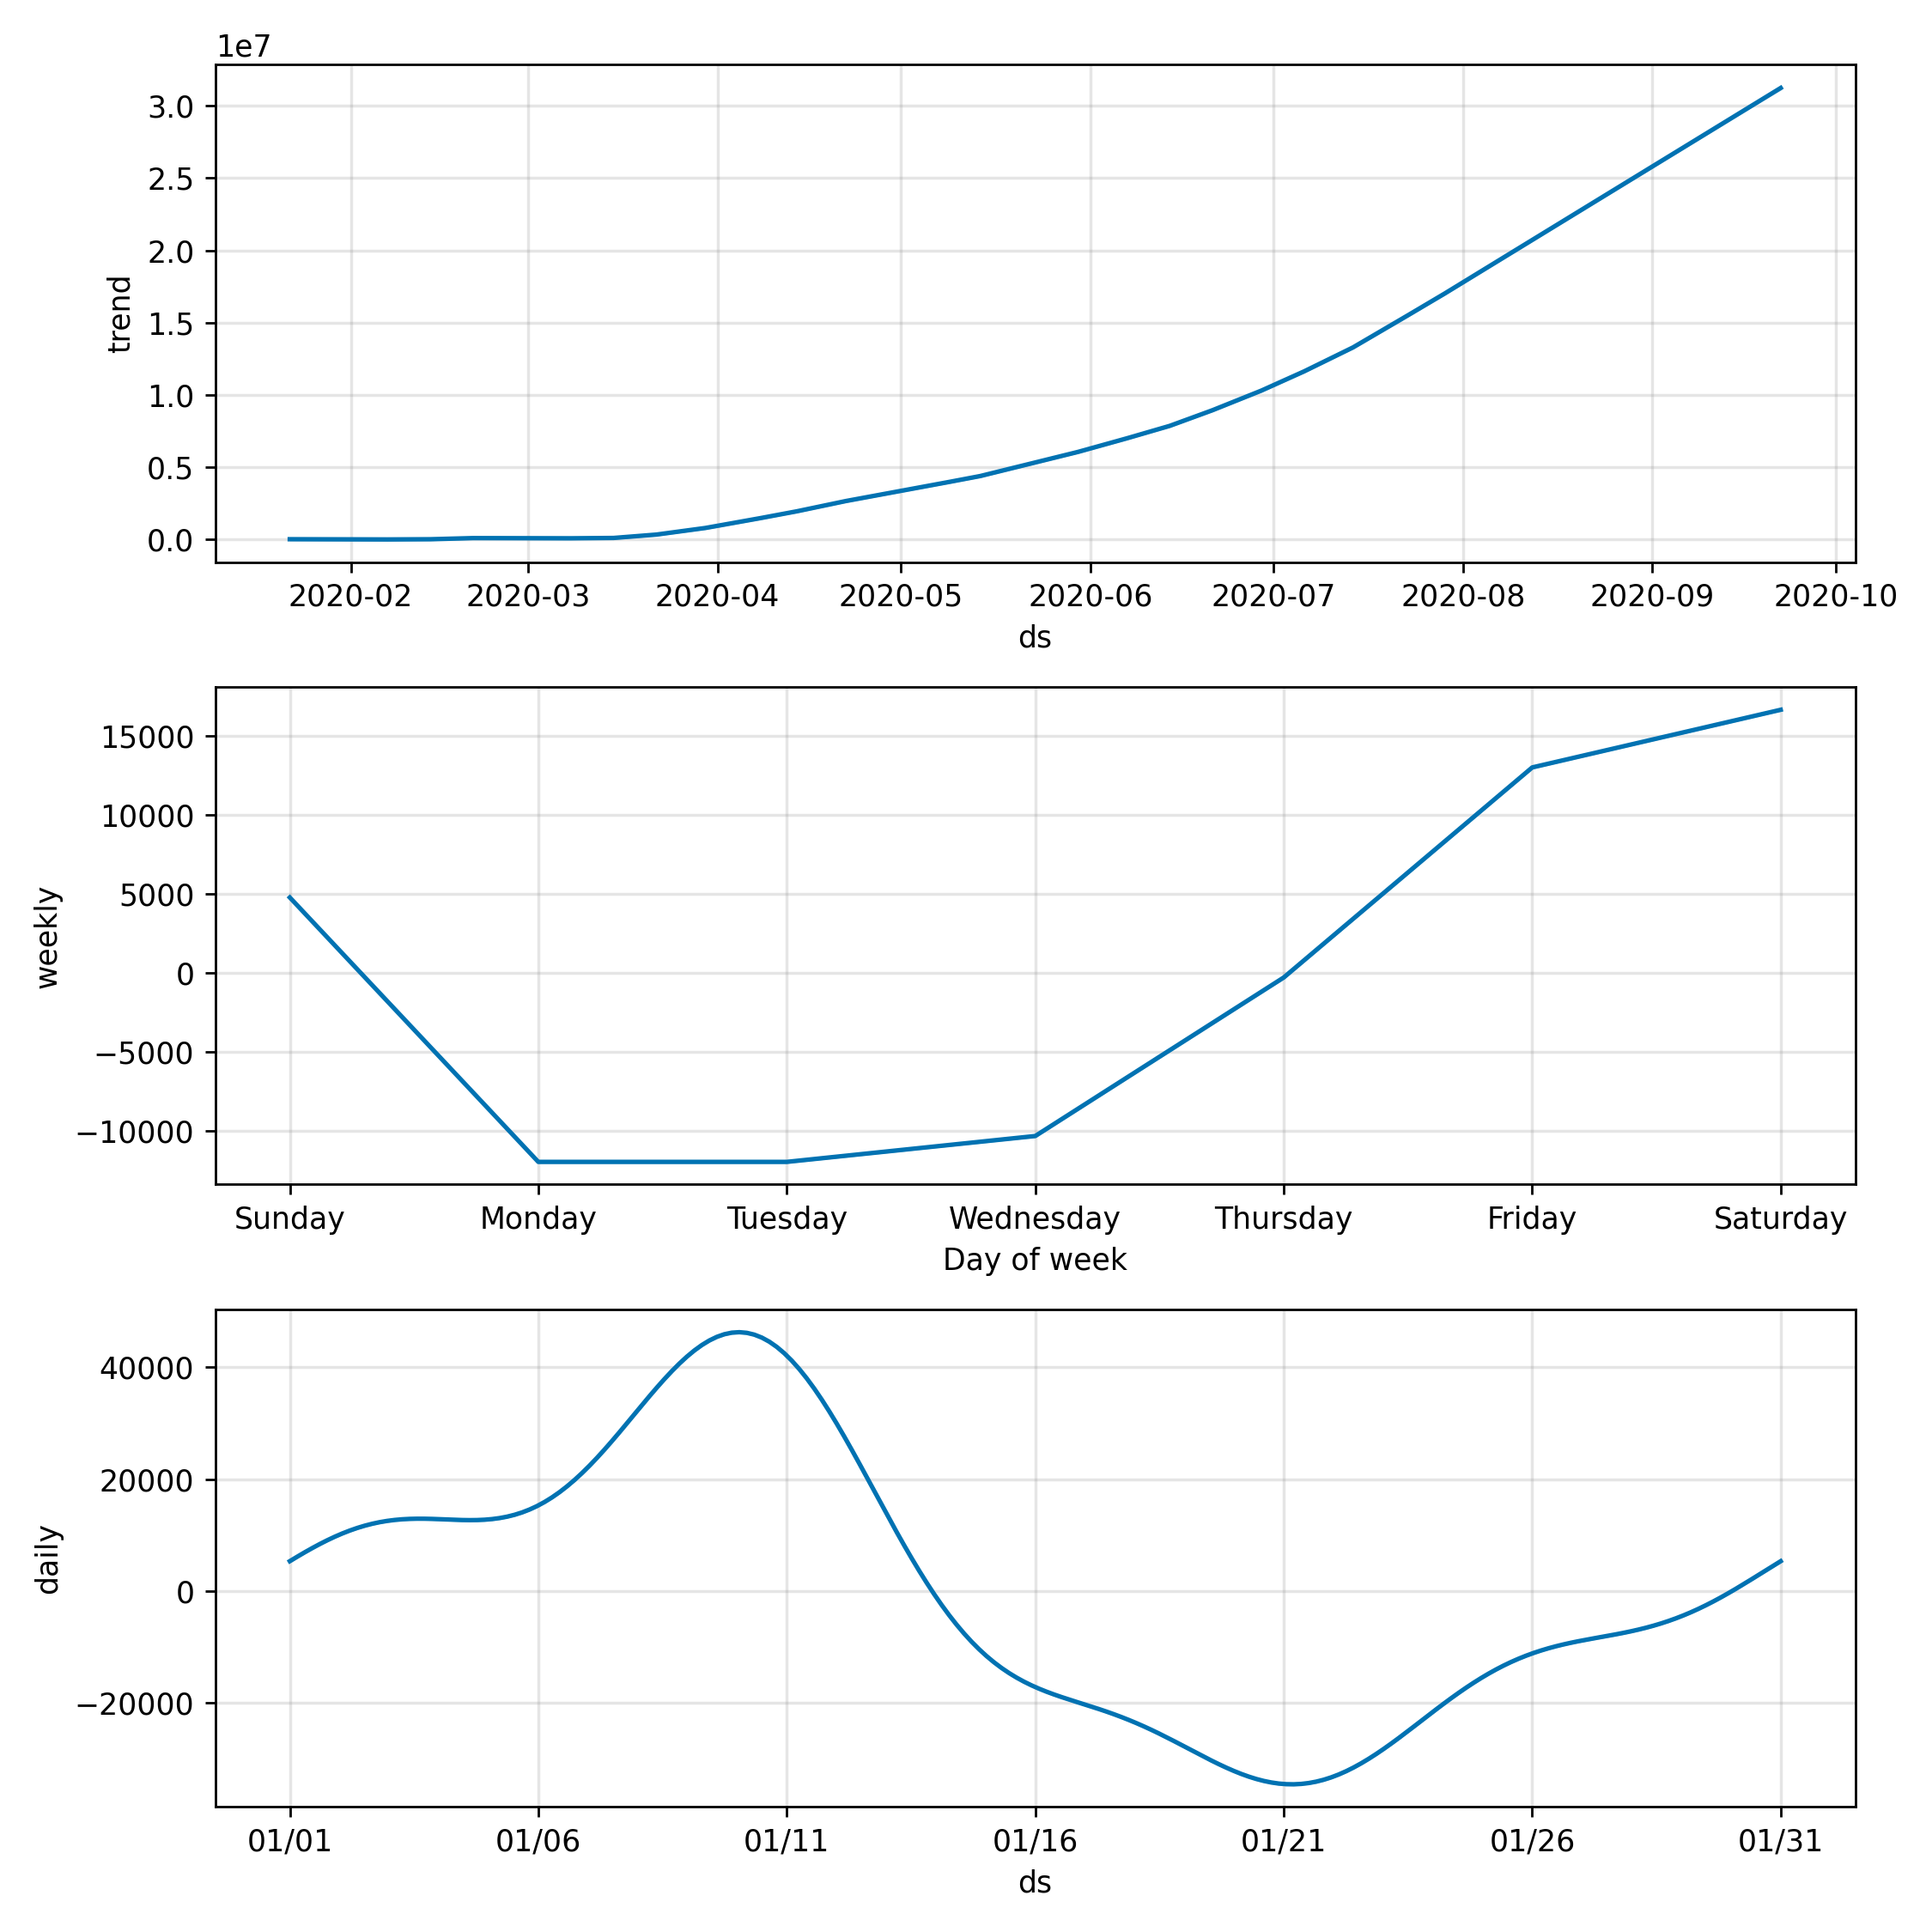 1e7
3.0
2.5
2.0
1.5
1.0
0.5
0.0
trend
2020-02 2020-03 2020-04 2020-05 2020-06 2020-07 2020-08 2020-09 2020-10
ds
15000
10000
5000
0
−5000
−10000
weekly
Sunday Monday Tuesday Wednesday Thursday Friday Saturday
Day of week
40000
20000
0
−20000
daily
01/01 01/06 01/11 01/16 01/21 01/26 01/31
ds